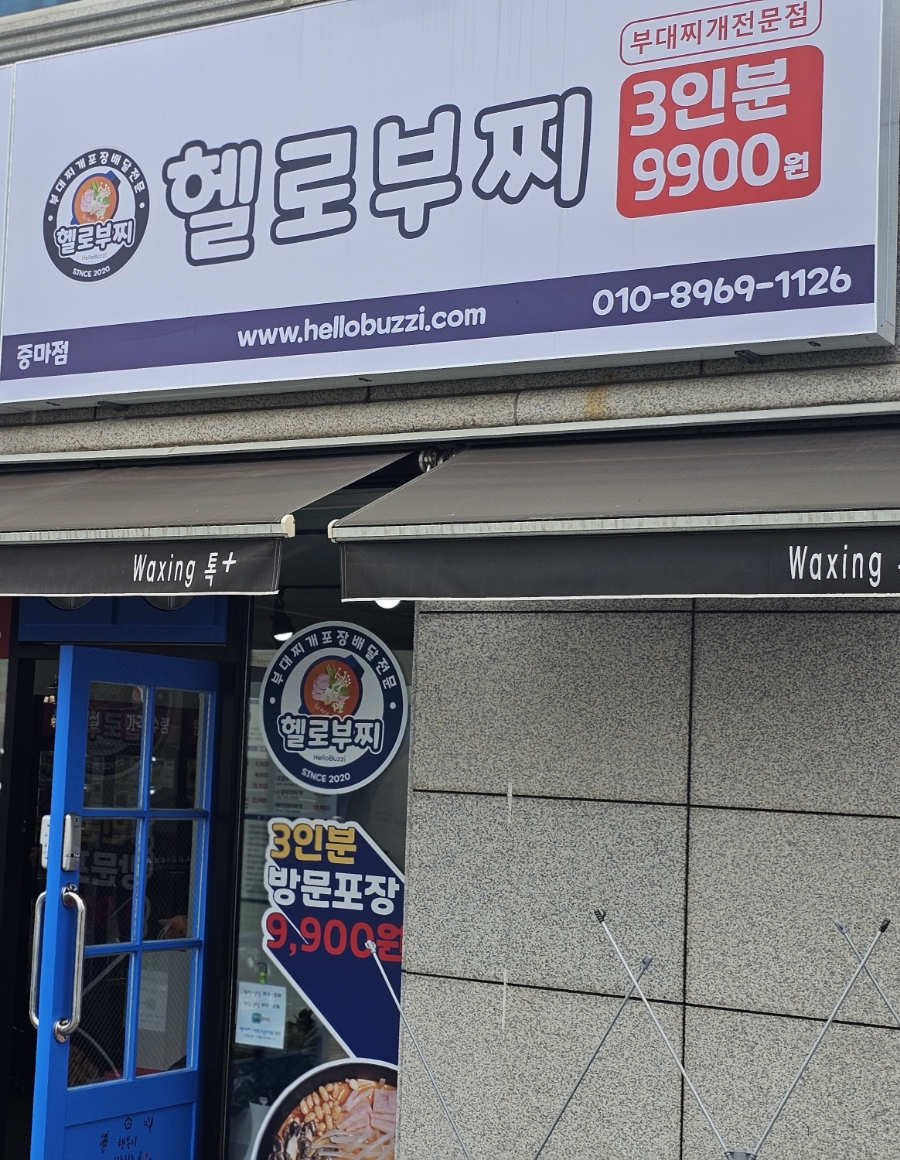 부대찌개전문점
3인분
9900원
부대찌개포장배달전문
헬로부찌
HelloBuzzi
SINCE 2020
헬로부찌
중마점
www.hellobuzzi.com
010-8969-1126
Waxing 톡+
Waxing
부대찌개포장배달전문
헬로부찌
HelloBuzzi
SINCE 2020
3인분
방문포장
9,900원